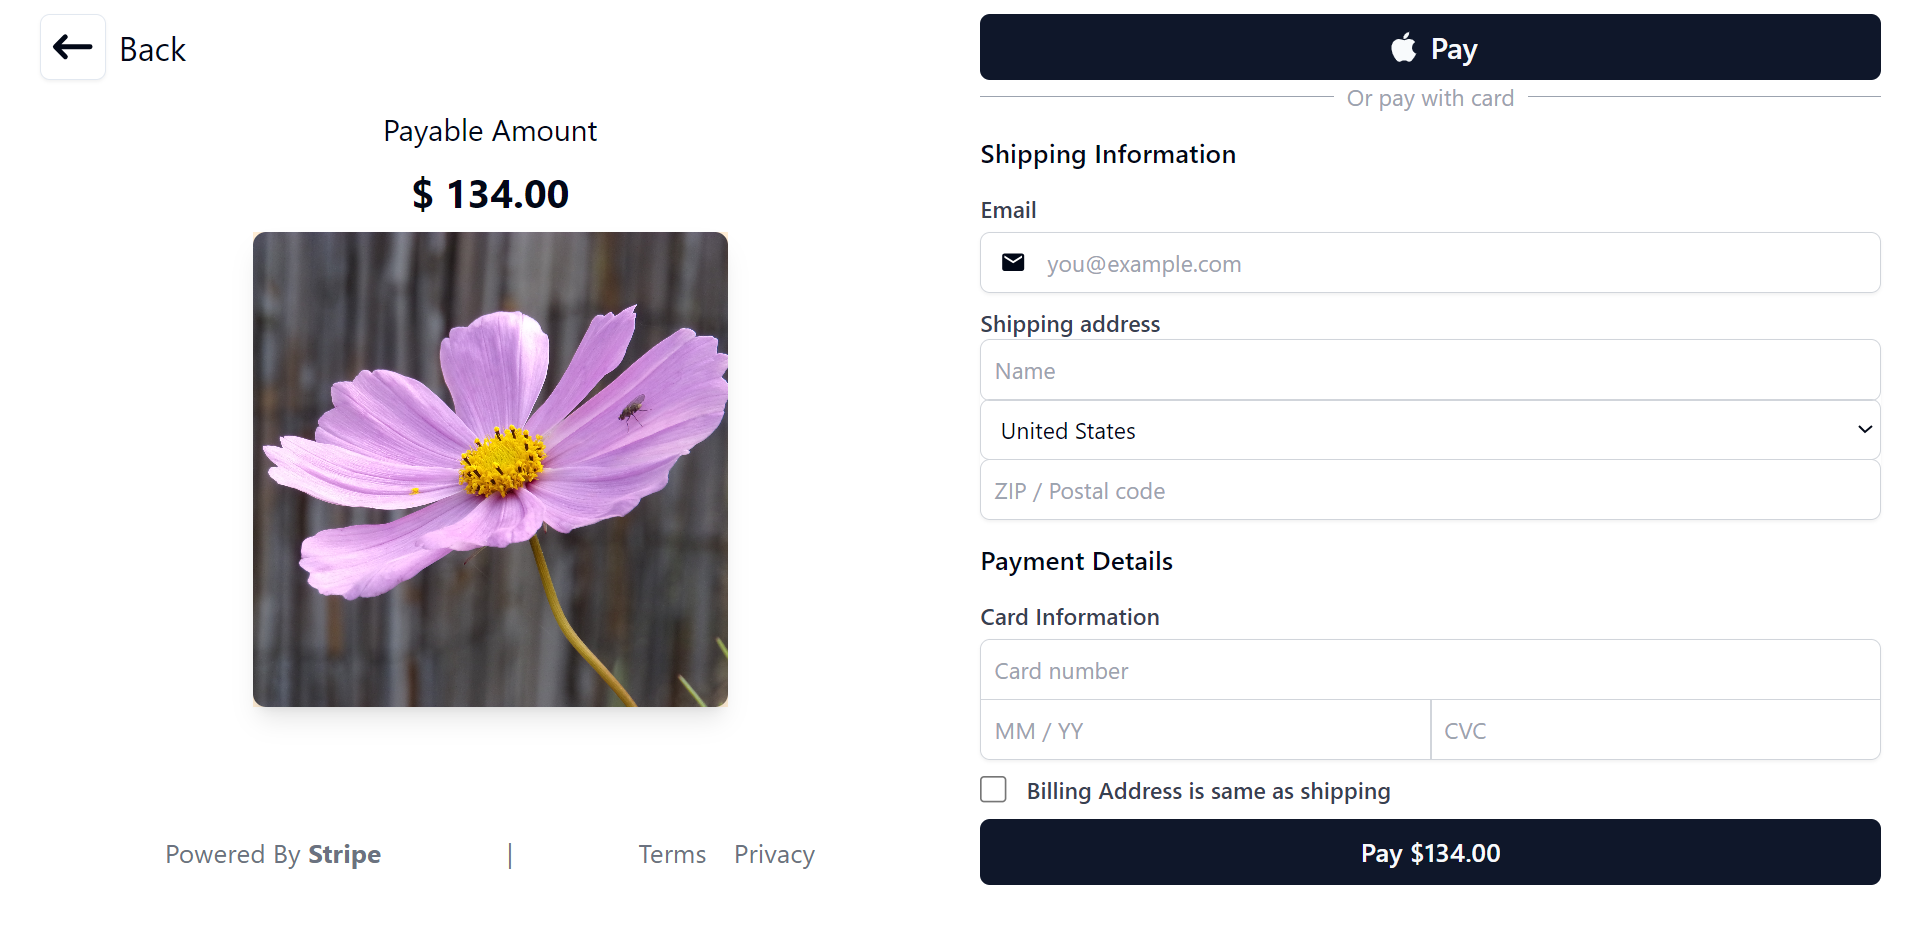 Back
Payable Amount
$ 134.00
Powered By Stripe | Terms Privacy
Pay
Or pay with card
Shipping Information
Email
you@example.com
Shipping address
Name
United States
ZIP / Postal code
Payment Details
Card Information
Card number
MM / YY CVC
Billing Address is same as shipping
Pay $134.00